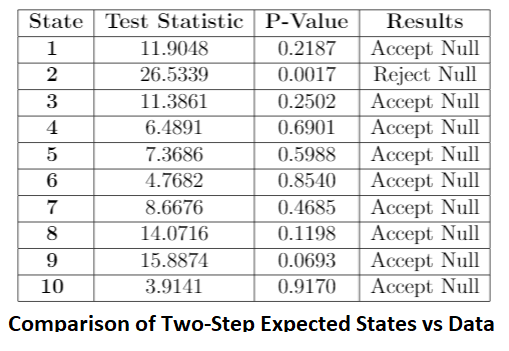 State Test Statistic P-Value Results
1 11.9048 0.2187 Accept Null
2 26.5339 0.0017 Reject Null
3 11.3861 0.2502 Accept Null
4 6.4891 0.6901 Accept Null
5 7.3686 0.5988 Accept Null
6 4.7682 0.8540 Accept Null
7 8.6676 0.4685 Accept Null
8 14.0716 0.1198 Accept Null
9 15.8874 0.0693 Accept Null
10 3.9141 0.9170 Accept Null
Comparison of Two-Step Expected States vs Data